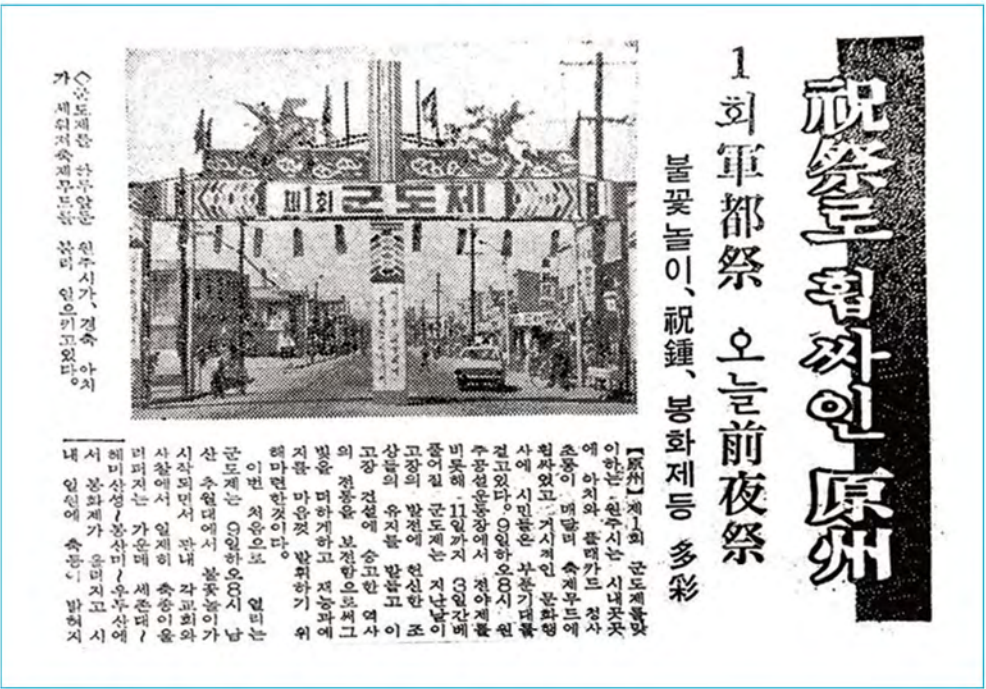 祝祭로 휩싸인 原州
1회軍都祭 오늘前夜祭
불꽃놀이、祝鍾、봉화제등 多彩
제1회 군도제
◇군도제를 하루앞둔 원주시가、경축 아치
가 세워저축제무드를 불러 일으키고있다。
【原州】제1회 군도제를맞
이하는 원주시는 시내곳곳
에 아치와 플래카드 청사
초롱이 매달려 축제무드에
휩싸였고 거시적인 문화행
사에 시민들은 부푼기대를
걸고있다。9일하오8시 원
주공설운동장에서 전야제를
비롯해 11일까지 3일간베
풀어질 군도제는 지난날이
고장의 발전에 헌신한 조
상들의 유지를 받들고 이
고장 건설에 숭고한 역사
의 전통을 보전함으로써그
빛을 더하게하고 재능과예
지를 마음껏 발휘하기 위
해마련한것이다。
이번 처음으로 열리는
군도제는 9일하오8시 남
산 추월대에서 불꽃놀이가
시작되면서 관내 각교회와
사찰에서 일제히 축종이울
려퍼지는 가운데 세존대~
해미산성~봉산미~우두산에
서 봉화제가 올려지고 시
내 일원에 축등이 밝혀지